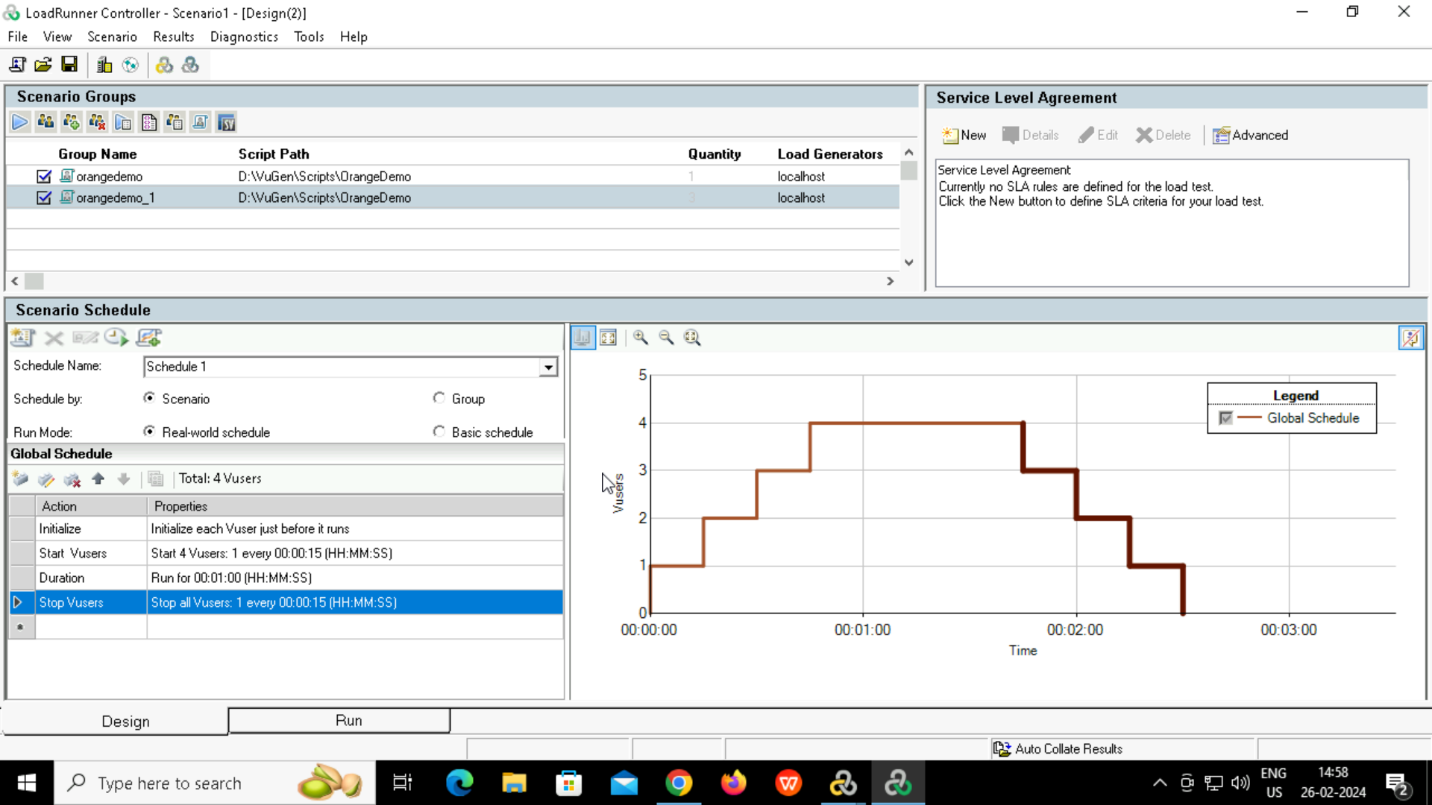 LoadRunner Controller - Scenario1 - [Design(2)]
File View Scenario Results Diagnostics Tools Help
Scenario Groups
Group Name Script Path Quantity Load Generators
orangedemo D:\VuGen\Scripts\OrangeDemo 1 localhost
orangedemo_1 D:\VuGen\Scripts\OrangeDemo 3 localhost
Service Level Agreement
New Details Edit Delete Advanced
Service Level Agreement
Currently no SLA rules are defined for the load test.
Click the New button to define SLA criteria for your load test.
Scenario Schedule
Schedule Name: Schedule 1
Schedule by: Scenario Group
Run Mode: Real-world schedule Basic schedule
Global Schedule
Total: 4 Vusers
Action Properties
Initialize Initialize each Vuser just before it runs
Start Vusers Start 4 Vusers: 1 every 00:00:15 (HH:MM:SS)
Duration Run for 00:01:00 (HH:MM:SS)
Stop Vusers Stop all Vusers: 1 every 00:00:15 (HH:MM:SS)
*
5
4
3
2
1
0
Vusers
00:00:00 00:01:00 00:02:00 00:03:00
Time
Legend
Global Schedule
Design Run
Auto Collate Results
Type here to search
ENG
US
14:58
26-02-2024
2